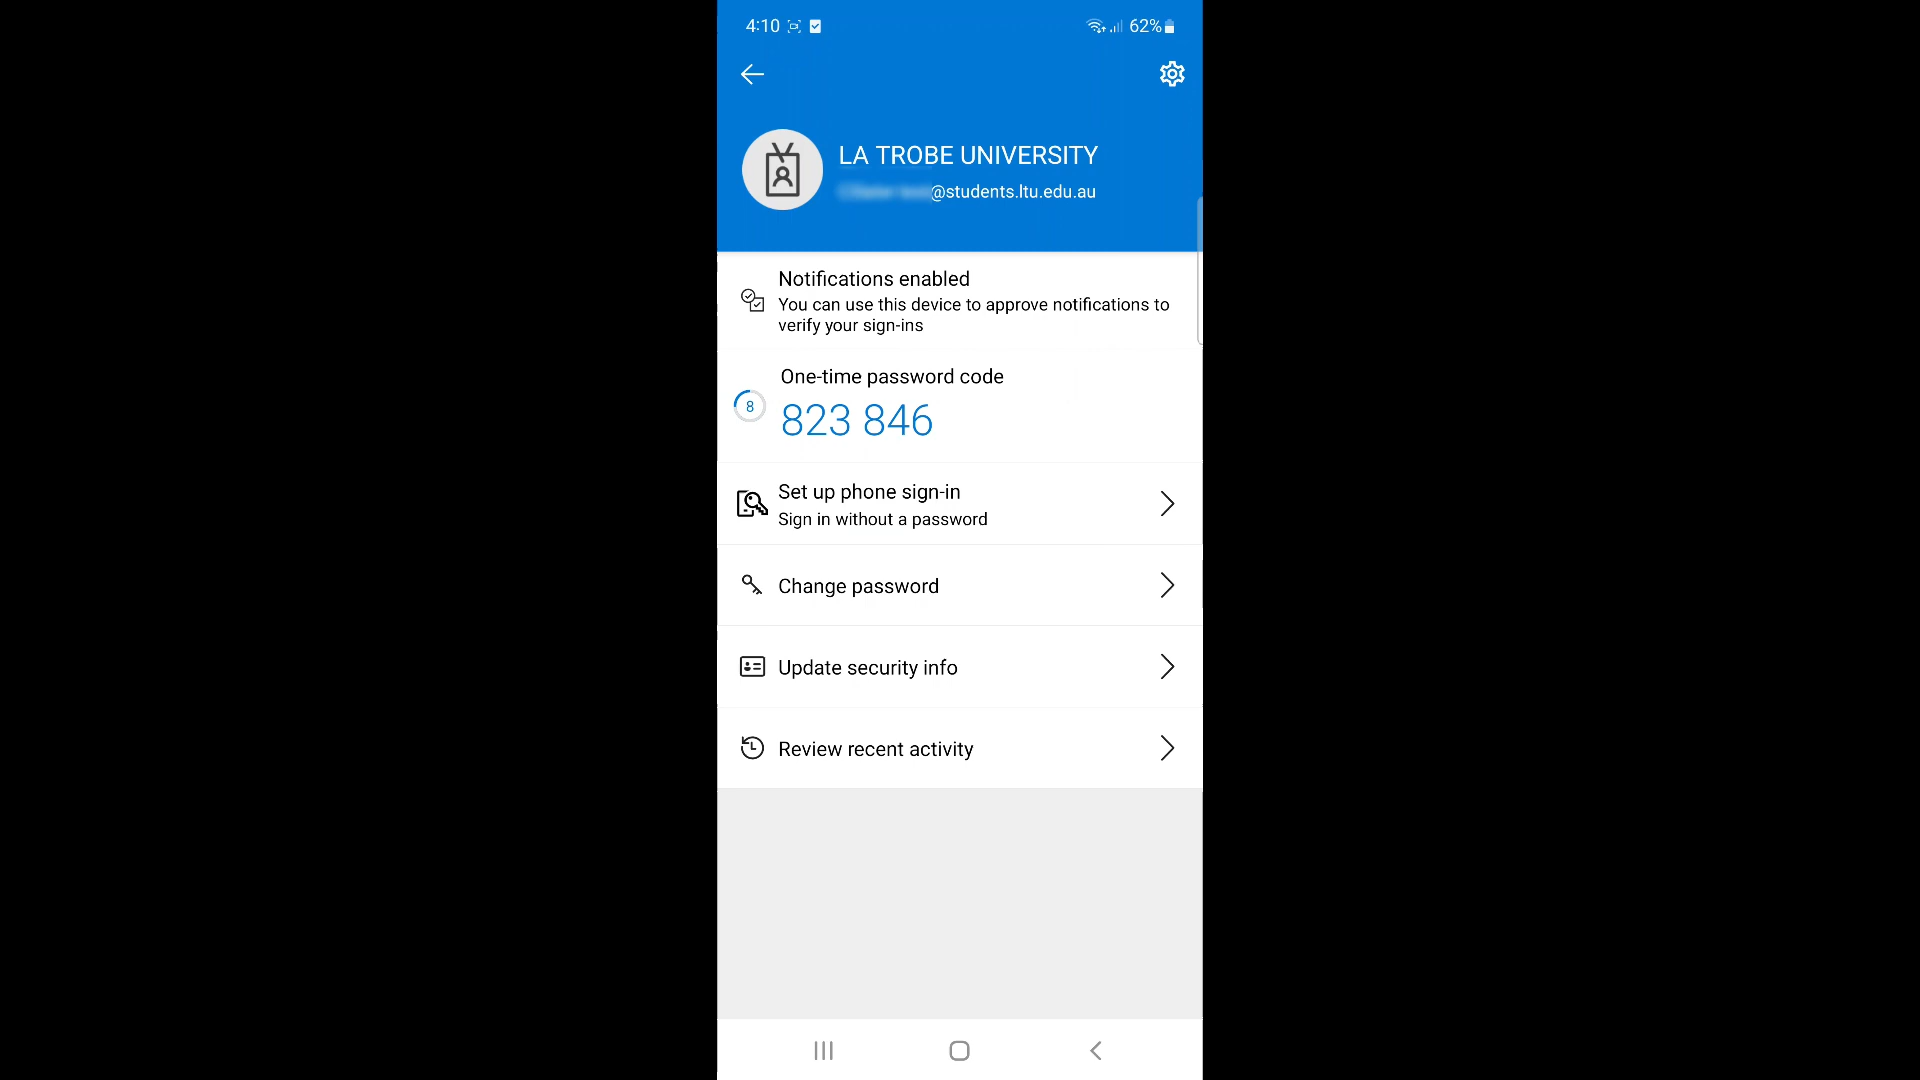 4:10 62%
LA TROBE UNIVERSITY
@students.ltu.edu.au
Notifications enabled
You can use this device to approve notifications to
verify your sign-ins
One-time password code
8
823 846
Set up phone sign-in
Sign in without a password
Change password
Update security info
Review recent activity